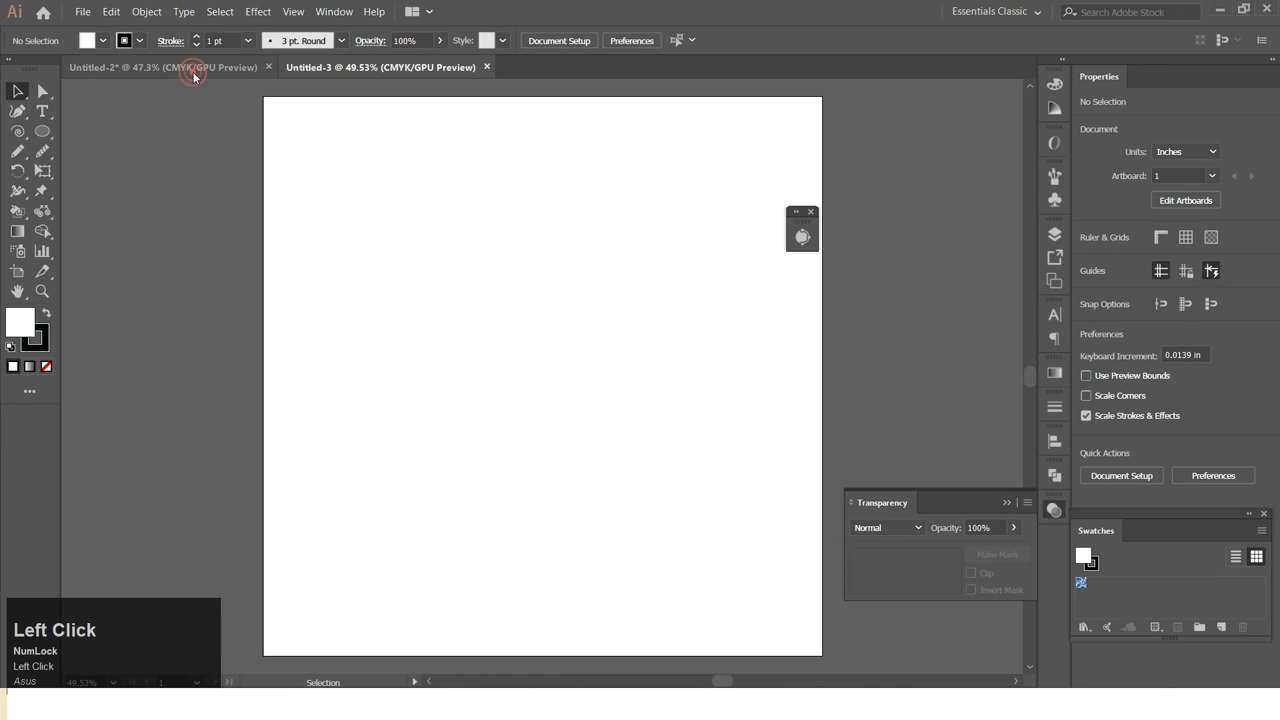 Ai File Edit Object Type Select Effect View Window Help Essentials Classic Search Adobe Stock
No Selection Stroke: 1 pt 3 pt. Round Opacity: 100% Style: Document Setup Preferences
Untitled-2* @ 47.3% (CMYK/GPU Preview) Untitled-3 @ 49.53% (CMYK/GPU Preview)
Properties
No Selection
Document
Units: Inches
Artboard: 1
Edit Artboards
Ruler & Grids
Guides
Snap Options
Preferences
Keyboard Increment: 0.0139 in
Use Preview Bounds
Scale Corners
Scale Strokes & Effects
Quick Actions
Document Setup Preferences
Transparency
Normal Opacity: 100%
Make Mask
Clip
Invert Mask
Swatches
Left Click
NumLock
Left Click
Asus
49.53% 1 Selection